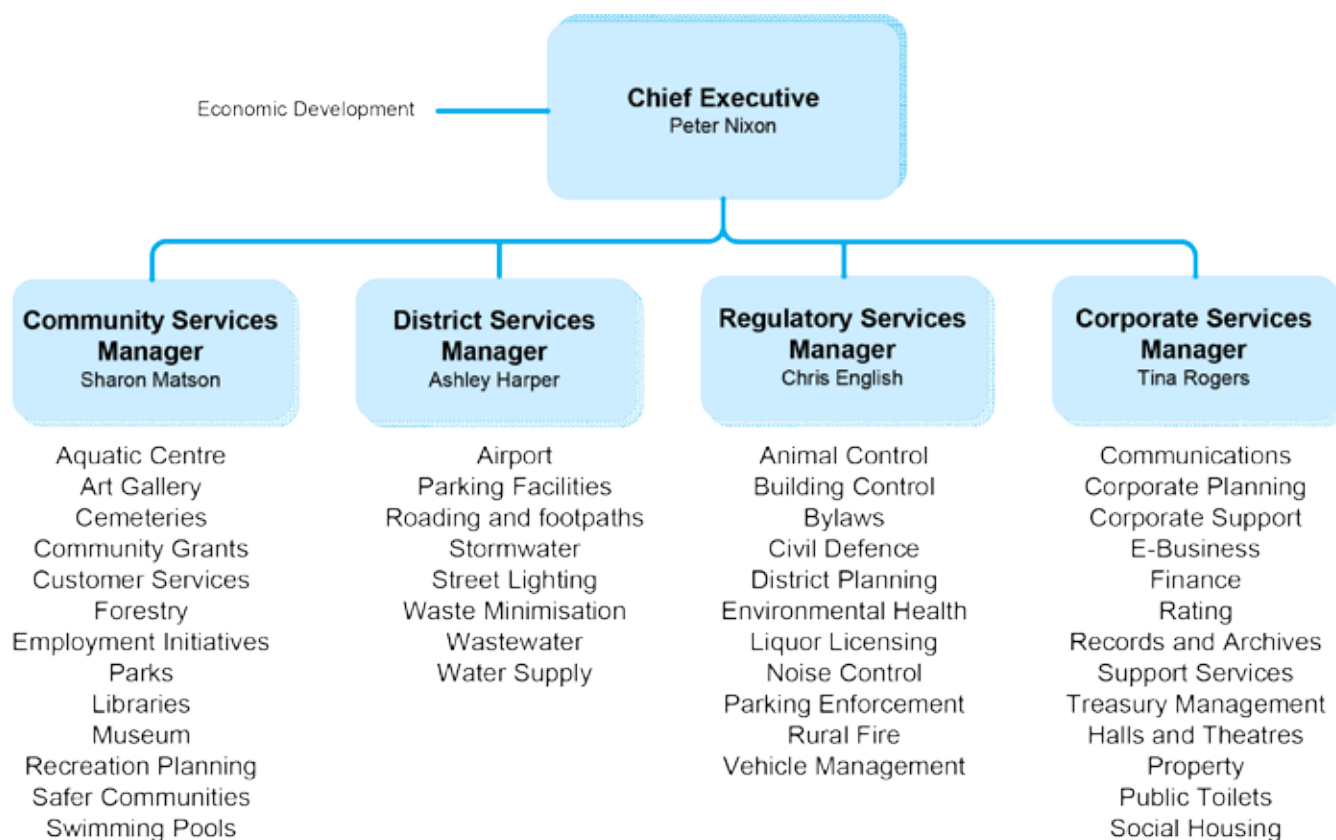 Chief Executive
Peter Nixon
Economic Development
Community Services
Manager
Sharon Matson
Aquatic Centre
Art Gallery
Cemeteries
Community Grants
Customer Services
Forestry
Employment Initiatives
Parks
Libraries
Museum
Recreation Planning
Safer Communities
Swimming Pools
District Services
Manager
Ashley Harper
Airport
Parking Facilities
Roading and footpaths
Stormwater
Street Lighting
Waste Minimisation
Wastewater
Water Supply
Regulatory Services
Manager
Chris English
Animal Control
Building Control
Bylaws
Civil Defence
District Planning
Environmental Health
Liquor Licensing
Noise Control
Parking Enforcement
Rural Fire
Vehicle Management
Corporate Services
Manager
Tina Rogers
Communications
Corporate Planning
Corporate Support
E-Business
Finance
Rating
Records and Archives
Support Services
Treasury Management
Halls and Theatres
Property
Public Toilets
Social Housing